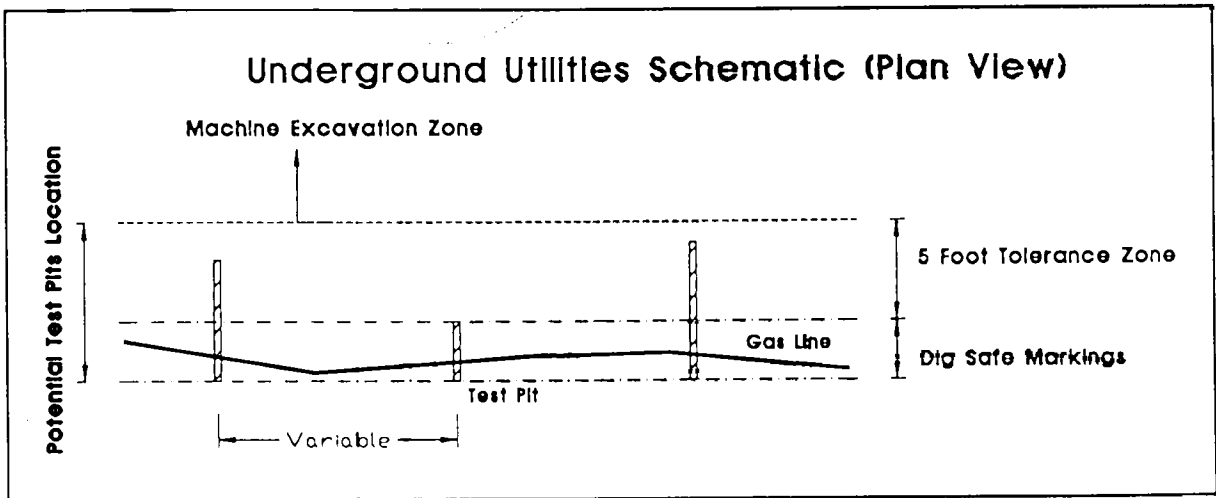 Underground Utilities Schematic (Plan View)
Machine Excavation Zone
Potential Test Pits Location
5 Foot Tolerance Zone
Gas Line
Dig Safe Markings
Test Pit
Variable